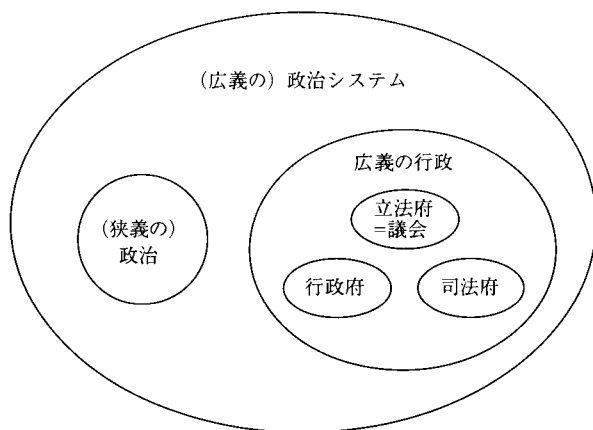 (広義の) 政治システム
広義の行政
立法府
=議会
(狭義の)
政治
行政府
司法府